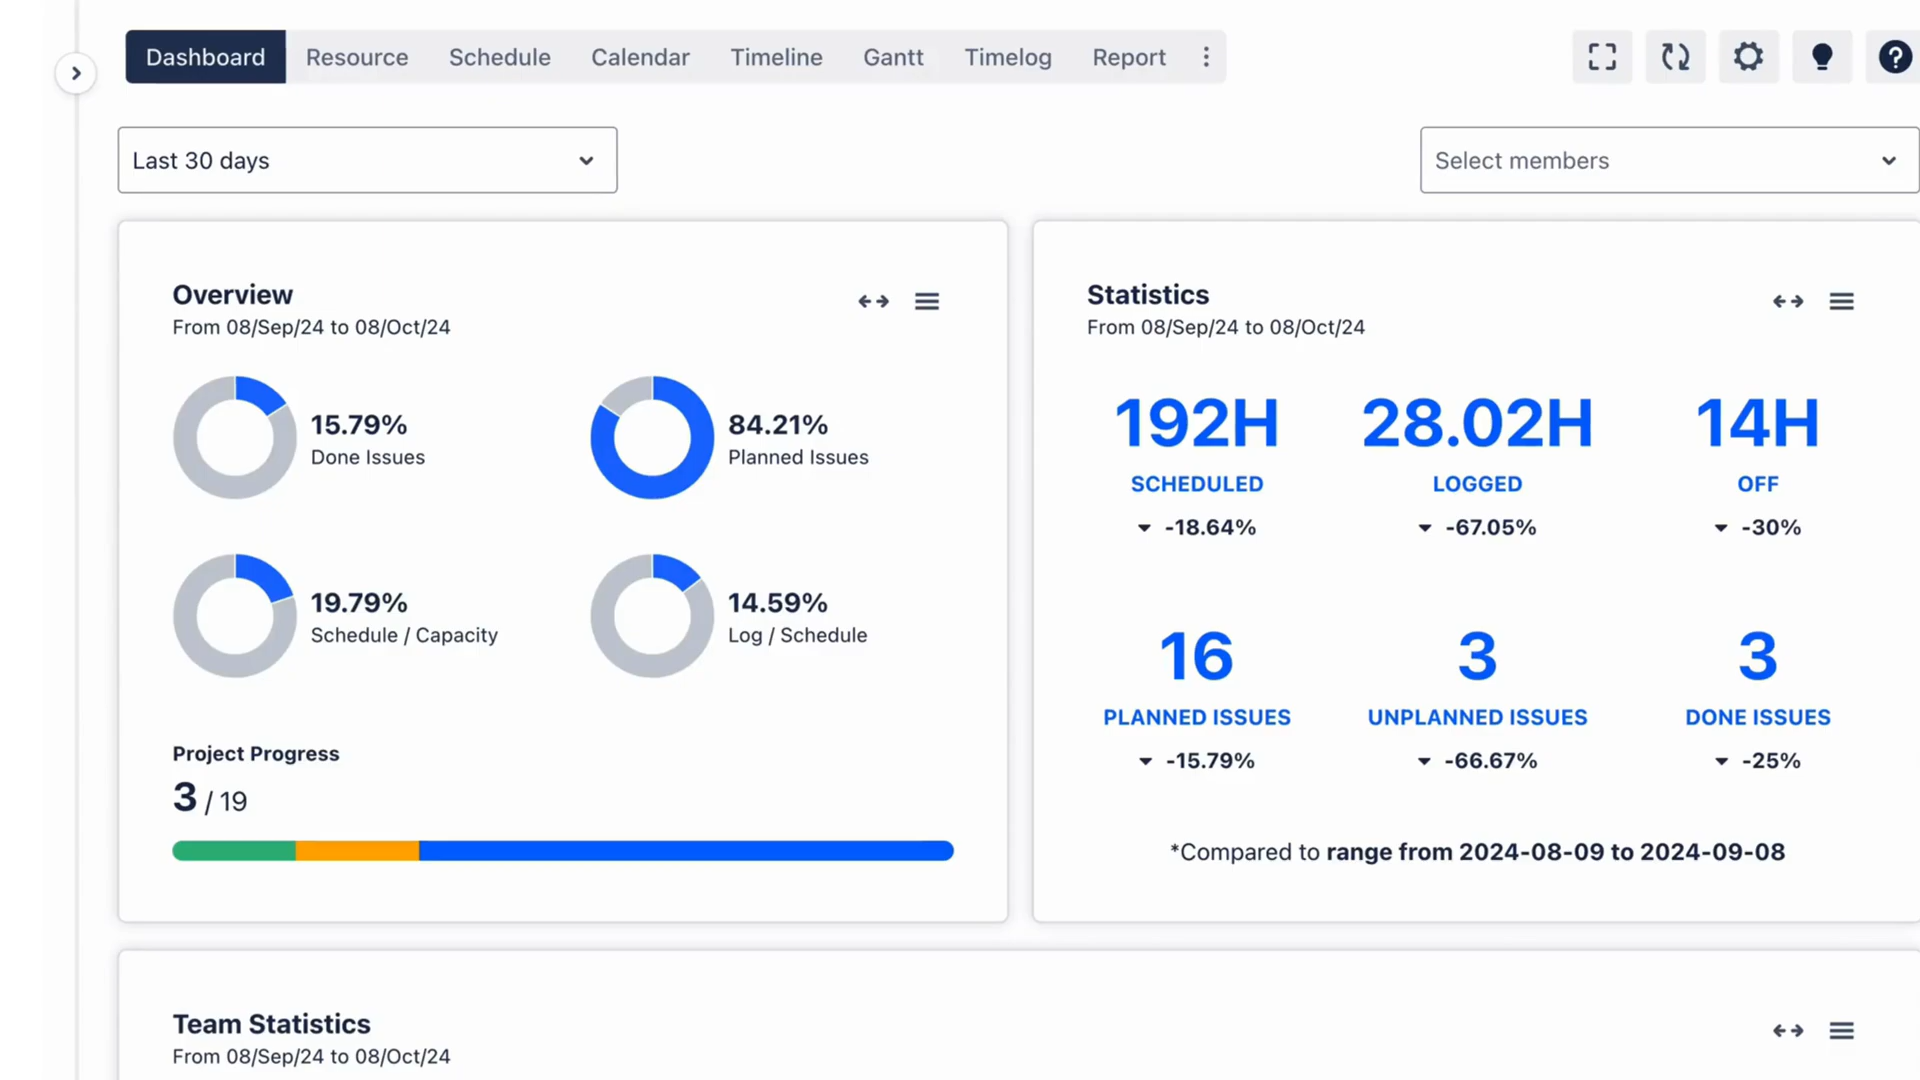 Dashboard Resource Schedule Calendar Timeline Gantt Timelog Report
Last 30 days
Select members
Overview
From 08/Sep/24 to 08/Oct/24
15.79%
Done Issues
84.21%
Planned Issues
19.79%
Schedule / Capacity
14.59%
Log / Schedule
Project Progress
3 / 19
Statistics
From 08/Sep/24 to 08/Oct/24
192H
SCHEDULED
-18.64%
28.02H
LOGGED
-67.05%
14H
OFF
-30%
16
PLANNED ISSUES
-15.79%
3
UNPLANNED ISSUES
-66.67%
3
DONE ISSUES
-25%
*Compared to range from 2024-08-09 to 2024-09-08
Team Statistics
From 08/Sep/24 to 08/Oct/24